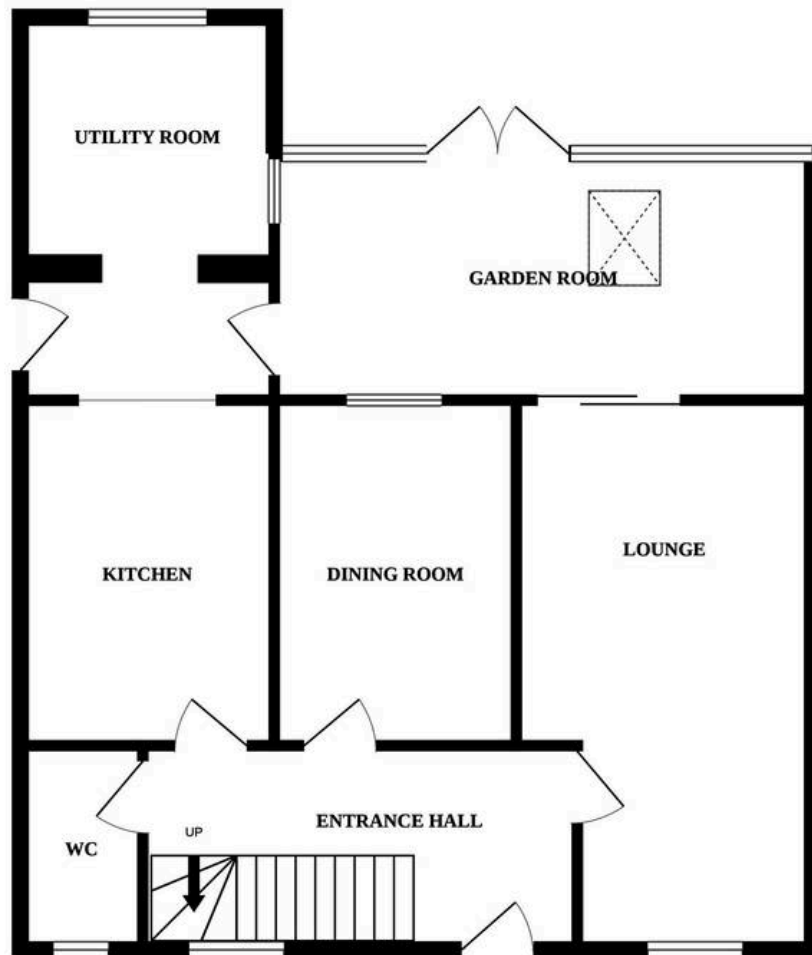 UTILITY ROOM
GARDEN ROOM
LOUNGE
KITCHEN
DINING ROOM
ENTRANCE HALL
UP
WC